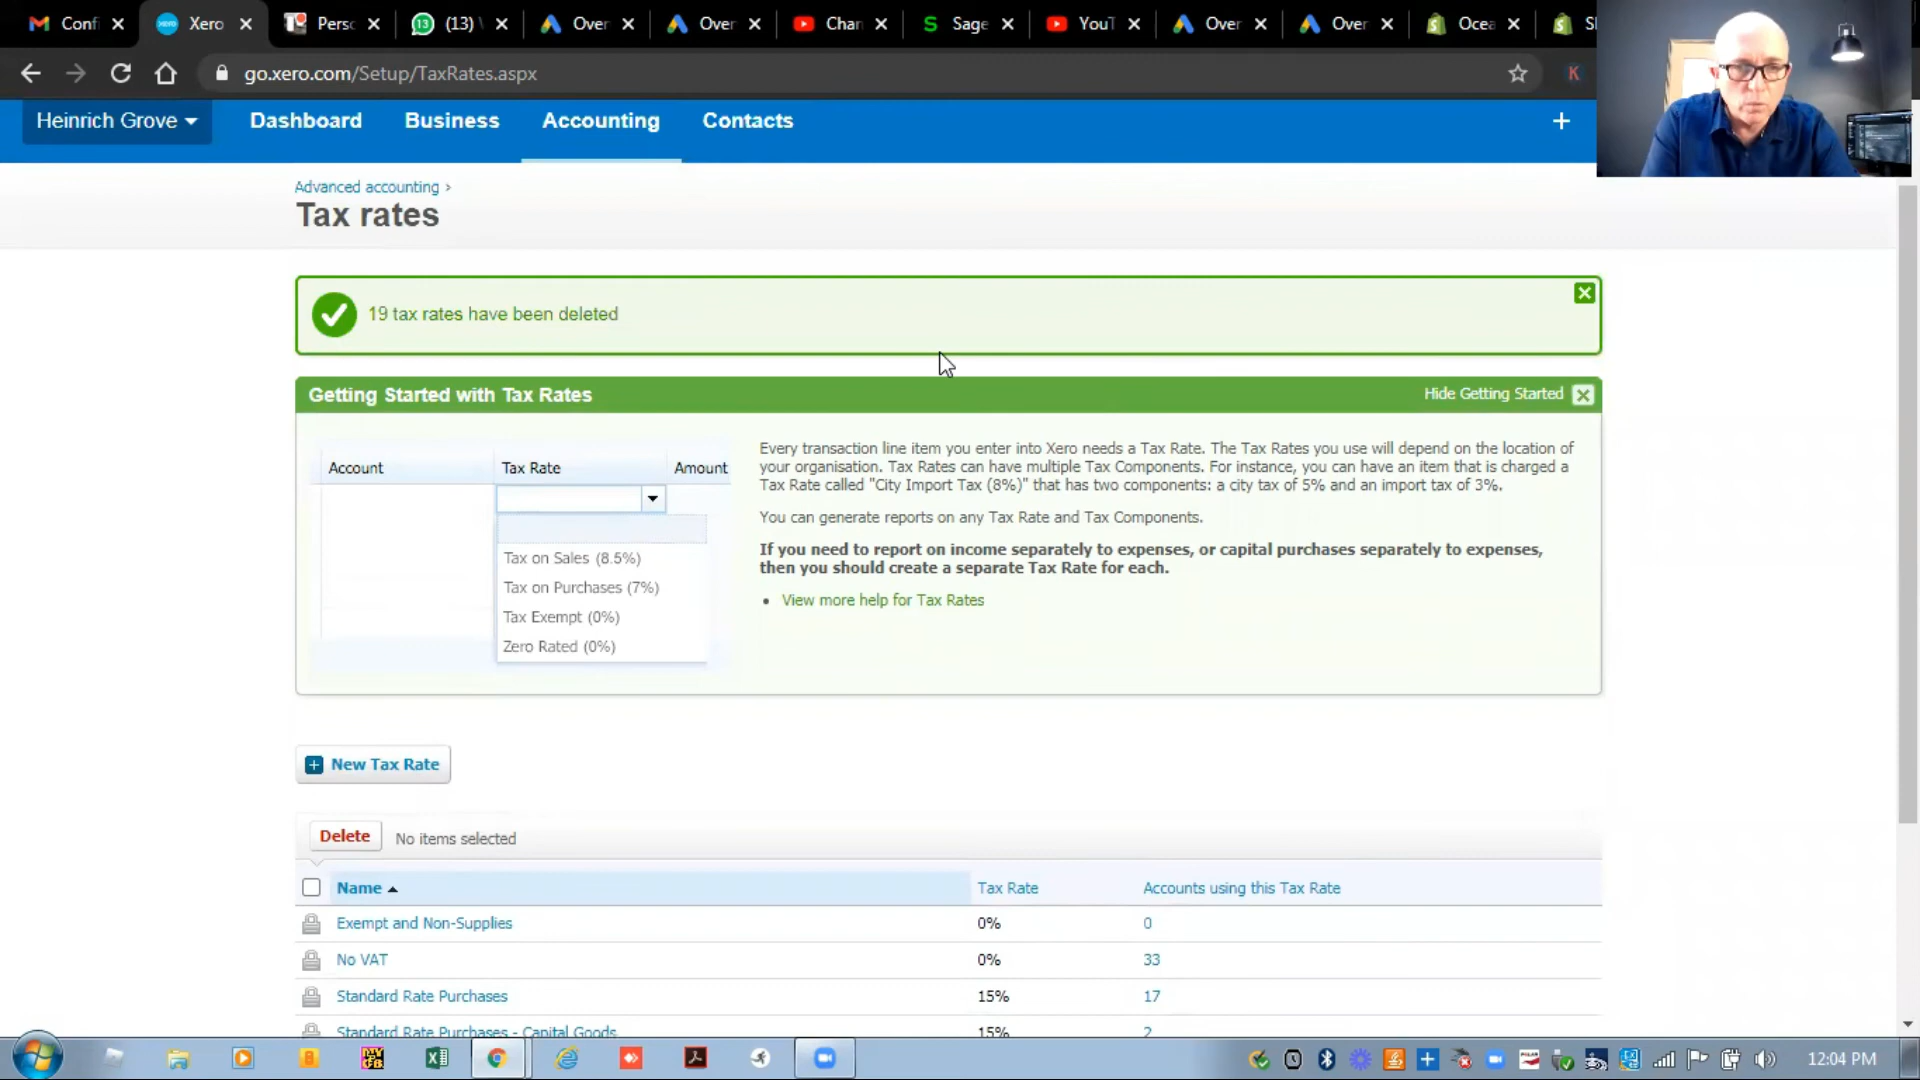 Confi
Xero
Perso
(13)
Over
Over
Chan
Sage
YouT
Over
Over
Ocea
go.xero.com/Setup/TaxRates.aspx
Heinrich Grove
Dashboard
Business
Accounting
Contacts
Advanced accounting ›
Tax rates
19 tax rates have been deleted
Getting Started with Tax Rates
Hide Getting Started
Account
Tax Rate
Amount
Tax on Sales (8.5%)
Tax on Purchases (7%)
Tax Exempt (0%)
Zero Rated (0%)
Every transaction line item you enter into Xero needs a Tax Rate. The Tax Rates you use will depend on the location of
your organisation. Tax Rates can have multiple Tax Components. For instance, you can have an item that is charged a
Tax Rate called "City Import Tax (8%)" that has two components: a city tax of 5% and an import tax of 3%.
You can generate reports on any Tax Rate and Tax Components.
If you need to report on income separately to expenses, or capital purchases separately to expenses,
then you should create a separate Tax Rate for each.
View more help for Tax Rates
New Tax Rate
Delete
No items selected
Name
Tax Rate
Accounts using this Tax Rate
Exempt and Non-Supplies
0%
0
No VAT
0%
33
Standard Rate Purchases
15%
17
Standard Rate Purchases - Capital Goods
15%
2
12:04 PM